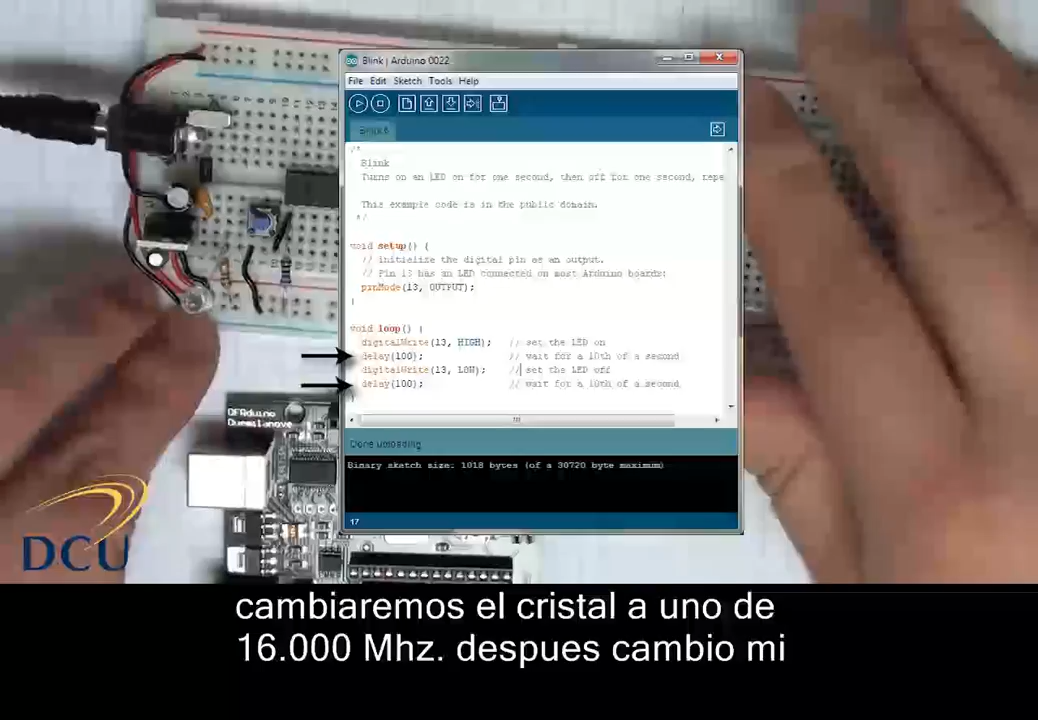 Blink | Arduino 0022
File Edit Sketch Tools Help
Blink
/*
Blink
Turns on an LED on for one second, then off for one second, repe
This example code is in the public domain.
*/
void setup() {
// initialize the digital pin as an output.
// Pin 13 has an LED connected on most Arduino boards:
pinMode(13, OUTPUT);
}
void loop() {
digitalWrite(13, HIGH); // set the LED on
delay(100); // wait for a 10th of a second
digitalWrite(13, LOW); // set the LED off
delay(100); // wait for a 10th of a second
}
DFRduino
Duemilanove
Done uploading.
Binary sketch size: 1018 bytes (of a 30720 byte maximum)
17
DCU
cambiaremos el cristal a uno de
16.000 Mhz. despues cambio mi